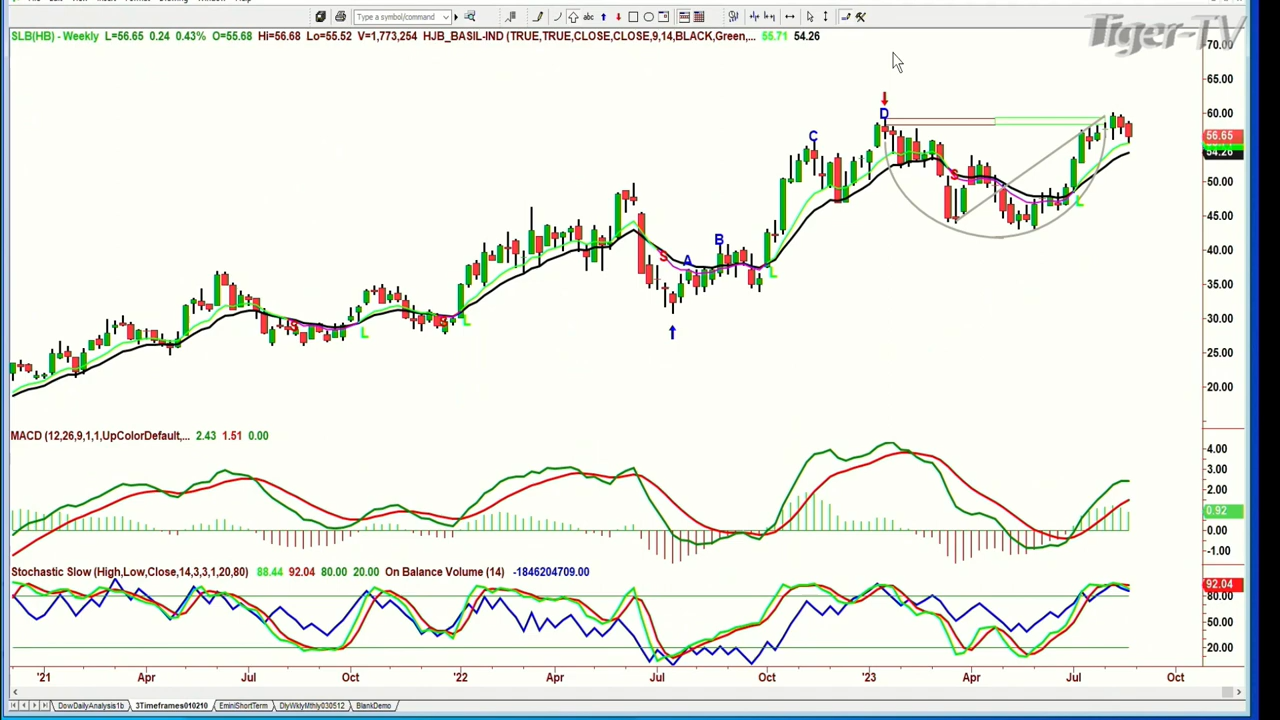 Type a symbol/command
abc
Tiger-TV
SLB(HB) - Weekly L=56.65 0.24 0.43% O=55.68 Hi=56.68 Lo=55.52 V=1,773,254 HJB_BASIL-IND (TRUE,TRUE,CLOSE,CLOSE,9,14,BLACK,Green,... 55.71 54.26
70.00
65.00
60.00
56.65
54.26
50.00
45.00
40.00
35.00
30.00
25.00
20.00
D
C
S
L
S A B
L
S L S L
MACD (12,26,9,1,1,UpColorDefault,... 2.43 1.51 0.00
4.00
3.00
2.00
0.92
0.00
-1.00
Stochastic Slow (High,Low,Close,14,3,3,1,20,80) 88.44 92.04 80.00 20.00 On Balance Volume (14) -1846204709.00
92.04
80.00
50.00
20.00
'21 Apr Jul Oct '22 Apr Jul Oct '23 Apr Jul Oct
DowDailyAnalysis1b 3Timeframes010210 EminiShortTerm DlyWklyMthly030512 BlankDemo